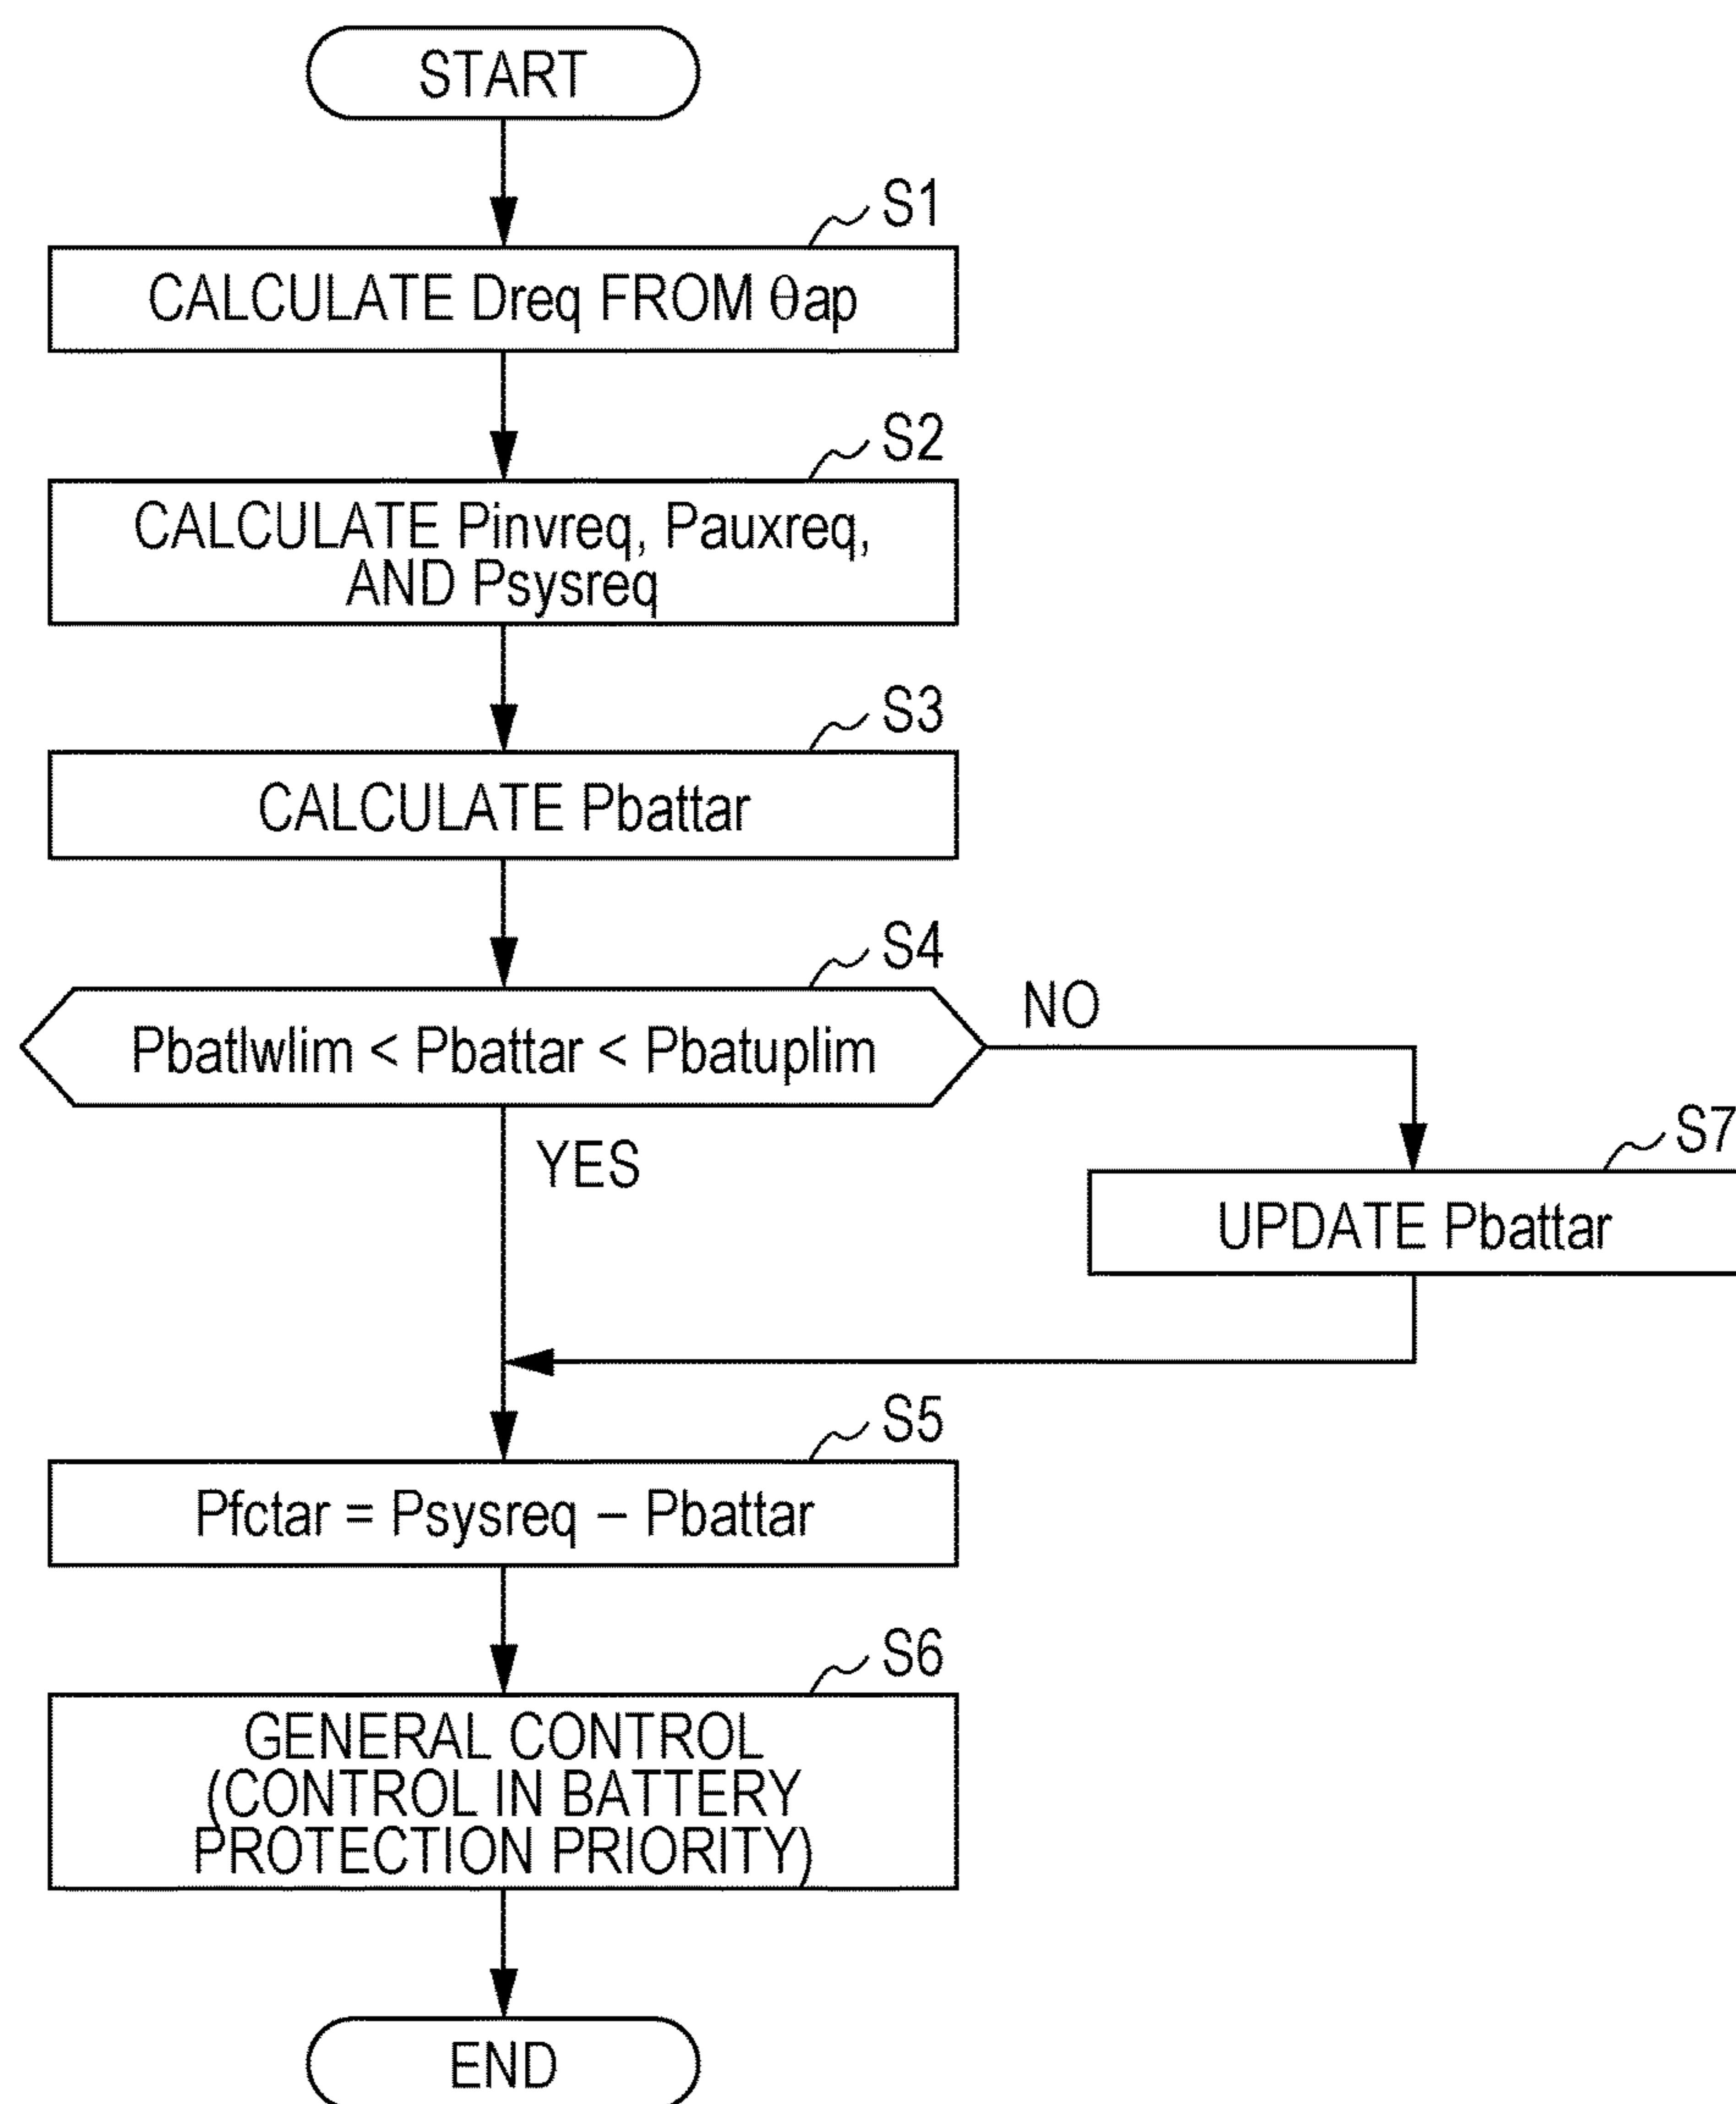 START
S1
CALCULATE Dreq FROM θap
S2
CALCULATE Pinvreq, Pauxreq,
AND Psysreq
S3
CALCULATE Pbattar
S4
Pbatlwlim < Pbattar < Pbatuplim
NO
YES
S7
UPDATE Pbattar
S5
Pfctar = Psysreq – Pbattar
S6
GENERAL CONTROL
(CONTROL IN BATTERY
PROTECTION PRIORITY)
END